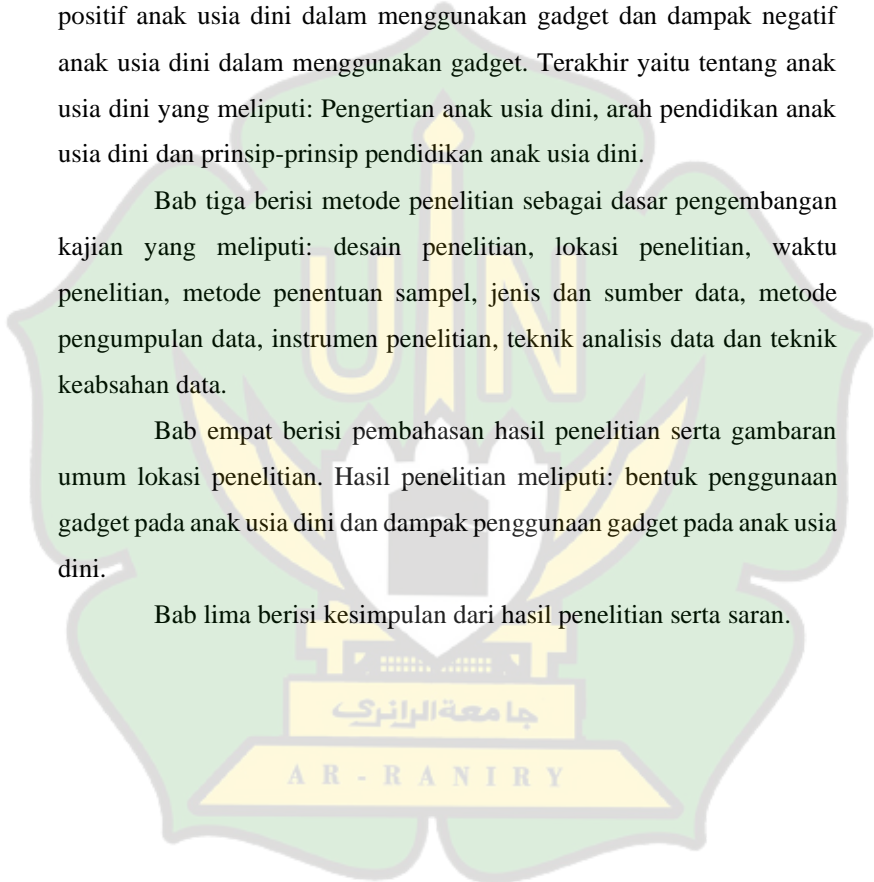 positif anak usia dini dalam menggunakan gadget dan dampak negatif
anak usia dini dalam menggunakan gadget. Terakhir yaitu tentang anak
usia dini yang meliputi: Pengertian anak usia dini, arah pendidikan anak
usia dini dan prinsip-prinsip pendidikan anak usia dini.
Bab tiga berisi metode penelitian sebagai dasar pengembangan
kajian yang meliputi: desain penelitian, lokasi penelitian, waktu
penelitian, metode penentuan sampel, jenis dan sumber data, metode
pengumpulan data, instrumen penelitian, teknik analisis data dan teknik
keabsahan data.
Bab empat berisi pembahasan hasil penelitian serta gambaran
umum lokasi penelitian. Hasil penelitian meliputi: bentuk penggunaan
gadget pada anak usia dini dan dampak penggunaan gadget pada anak usia
dini.
Bab lima berisi kesimpulan dari hasil penelitian serta saran.
UIN
جامعة الرانري
AR-RANIRY